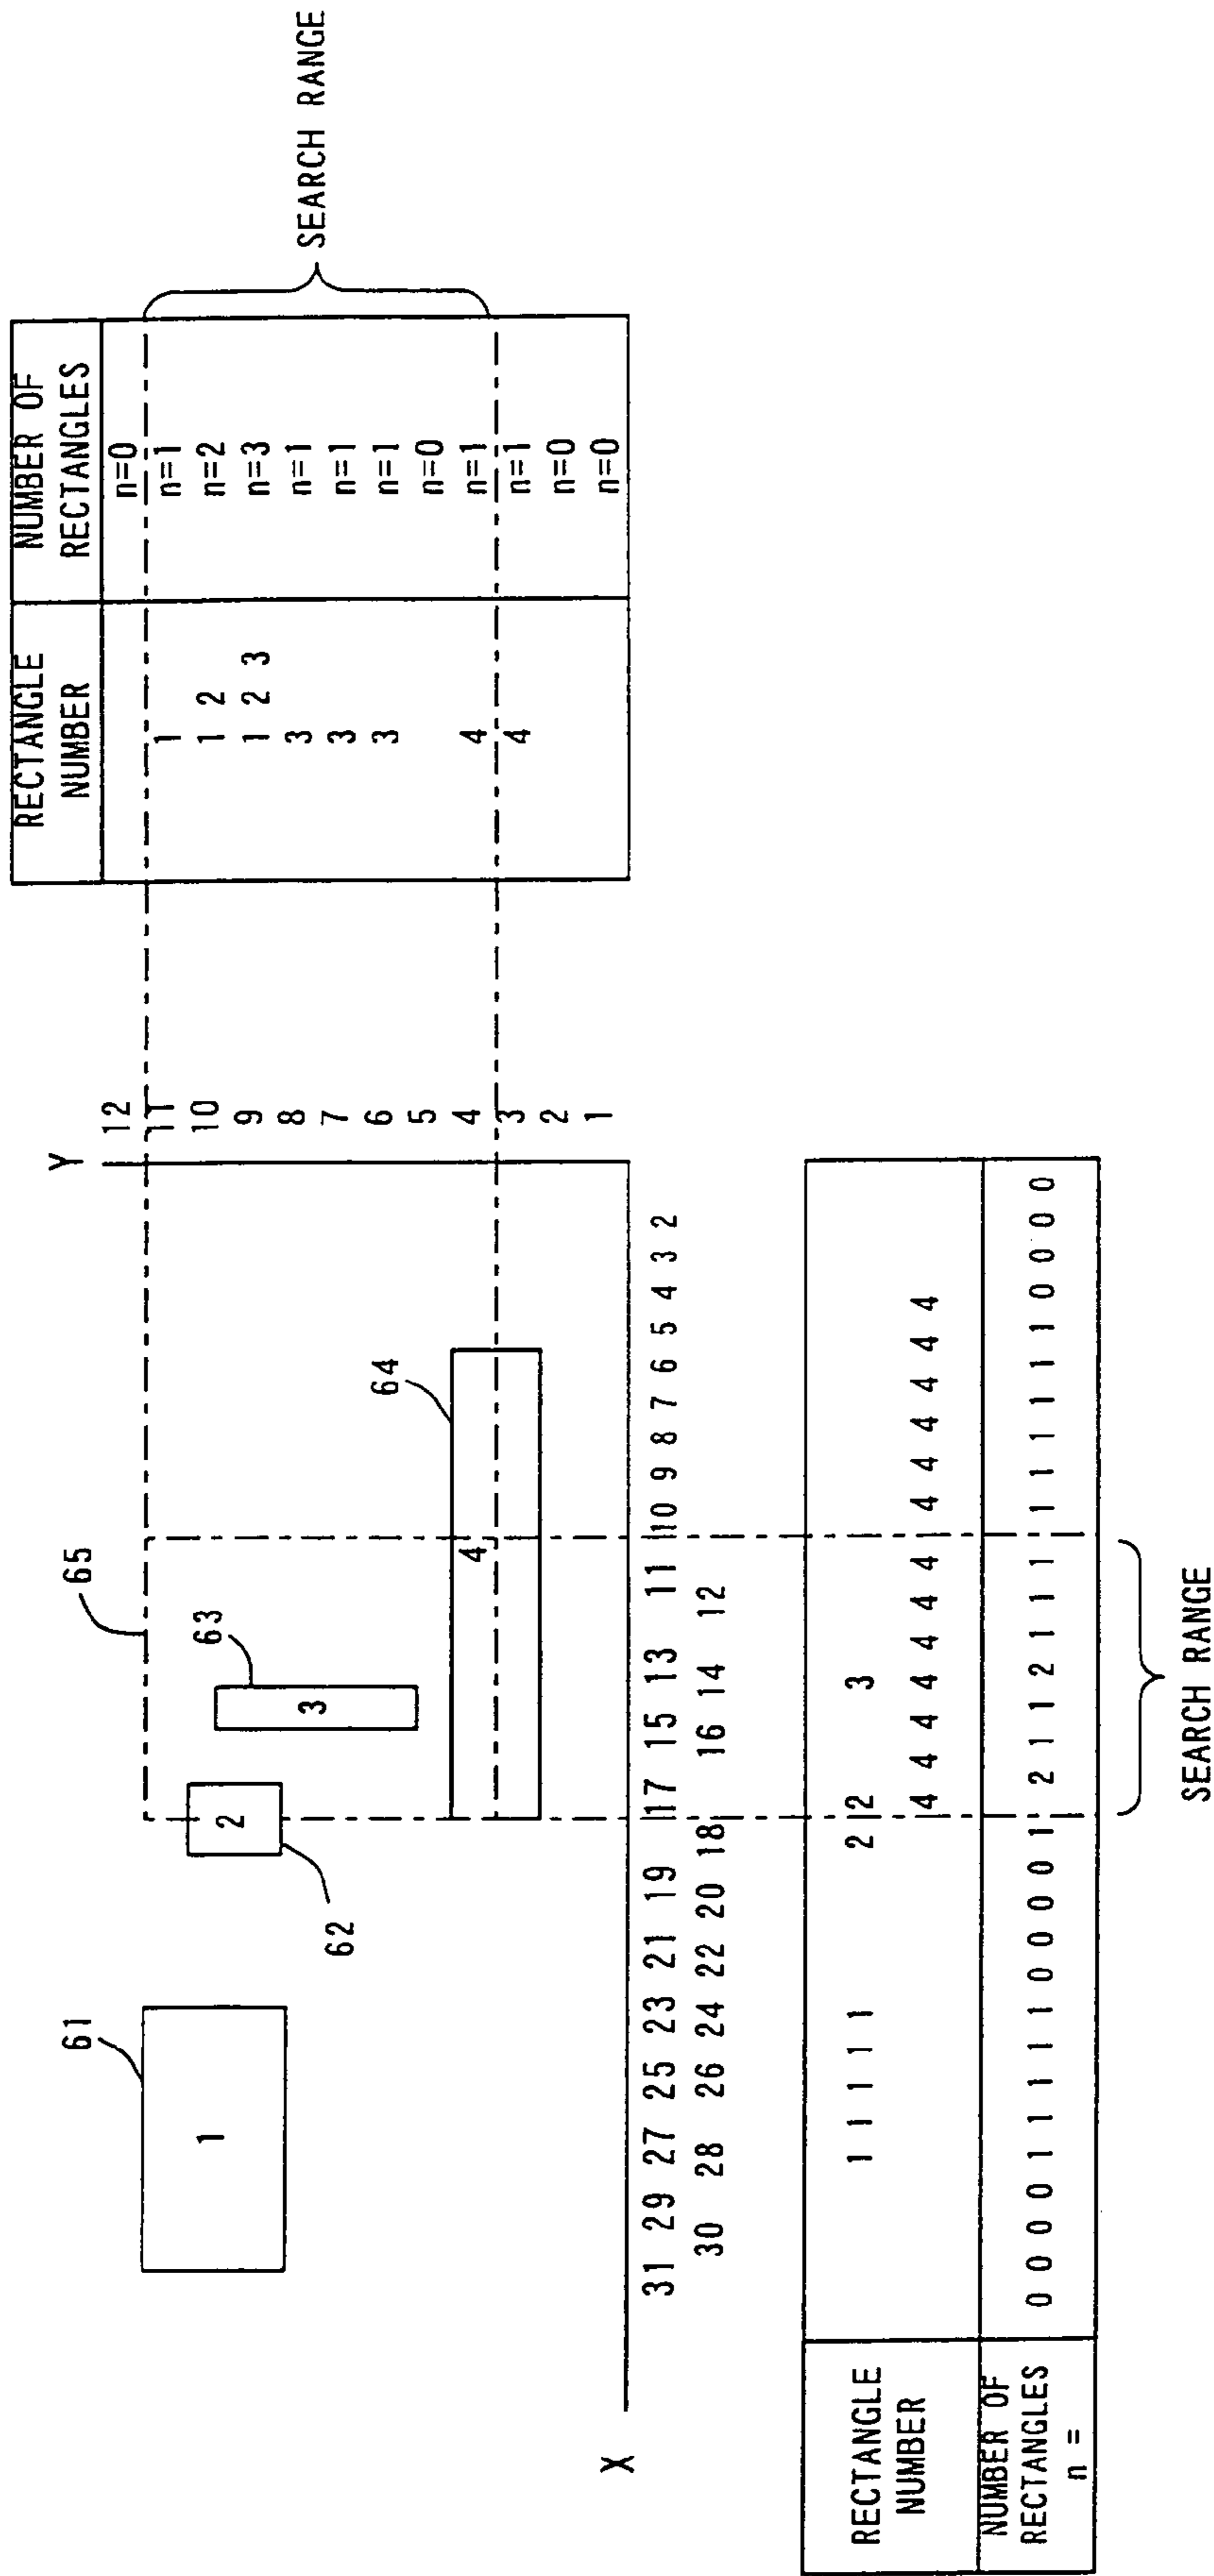 RECTANGLE
NUMBER
NUMBER OF
RECTANGLES
61
65
Y
12 n=0
11 1 n=1
10 1 2 n=2
9 1 2 3 n=3
8 3 n=1
7 3 n=1
6 3 n=1
5 n=0
4 4 n=1
3 4 n=1
2 n=0
1 n=0
SEARCH RANGE
1
2
62
3
63
64
4
X
31 29 27 25 23 21 19 17 15 13 11 10 9 8 7 6 5 4 3 2
30 28 26 24 22 20 18 16 14 12
RECTANGLE
NUMBER
1 1 1 1 1 2 2 3
4 4 4 4 4 4 4 4 4 4 4 4 4
NUMBER OF
RECTANGLES
n =
0 0 0 0 1 1 1 1 1 0 0 0 0 1 2 1 1 2 1 1 1 1 1 1 1 1 1 0 0 0 0
SEARCH RANGE